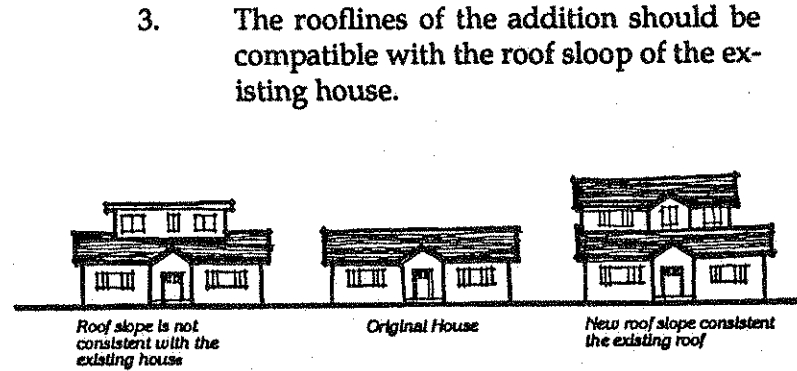 3. The rooflines of the addition should be
compatible with the roof sloop of the ex-
isting house.
Roof slope is not
consistent with the
existing house
Original House
New roof slope consistent
the existing roof